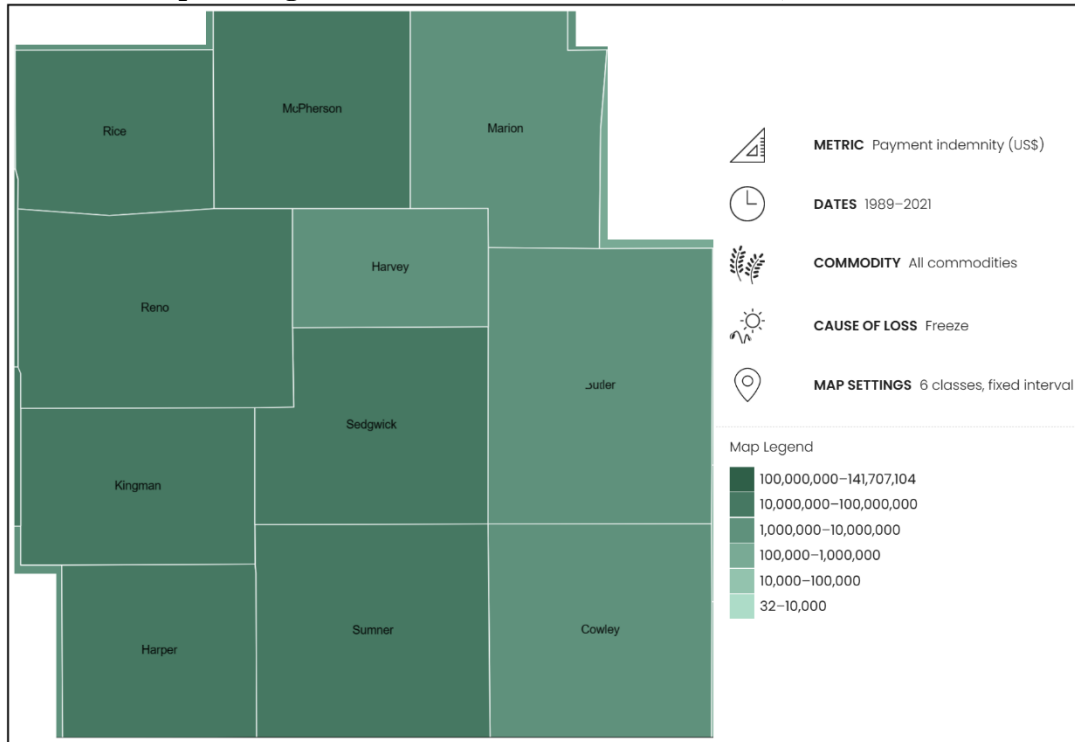 McPherson
Rice
Marion
Harvey
Reno
Sedgwick
Kingman
Sumner
Cowley
Harper
METRIC Payment indemnity (US$)
DATES 1989–2021
COMMODITY All commodities
CAUSE OF LOSS Freeze
MAP SETTINGS 6 classes, fixed interval
Map Legend
100,000,000–141,707,104
10,000,000–100,000,000
1,000,000–10,000,000
100,000–1,000,000
10,000–100,000
32–10,000